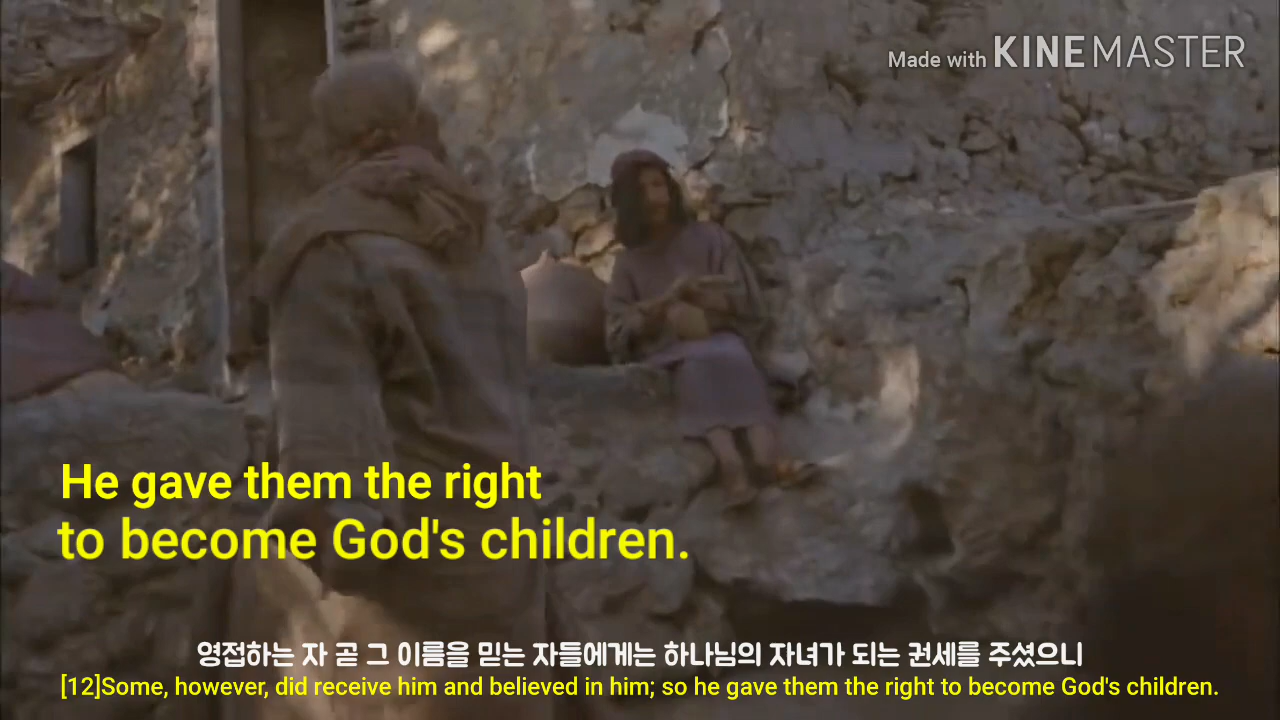 Made with KINEMASTER
He gave them the right
to become God's children.
영접하는 자 곧 그 이름을 믿는 자들에게는 하나님의 자녀가 되는 권세를 주셨으니
[12]Some, however, did receive him and believed in him; so he gave them the right to become God's children.